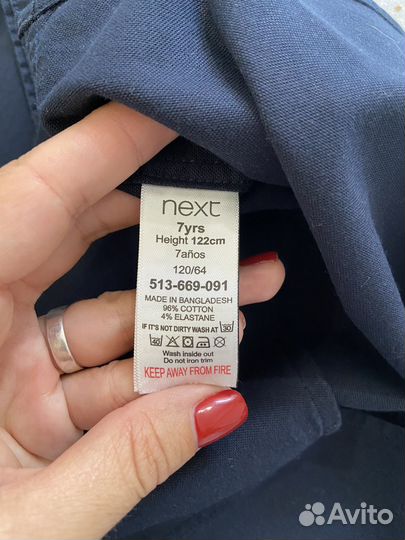 next
7yrs
Height 122cm
7años
120/64
513-669-091
MADE IN BANGLADESH
96% COTTON
4% ELASTANE
IF IT'S NOT DIRTY WASH AT 30
40
Wash inside out
Do not iron trim
KEEP AWAY FROM FIRE
Avito